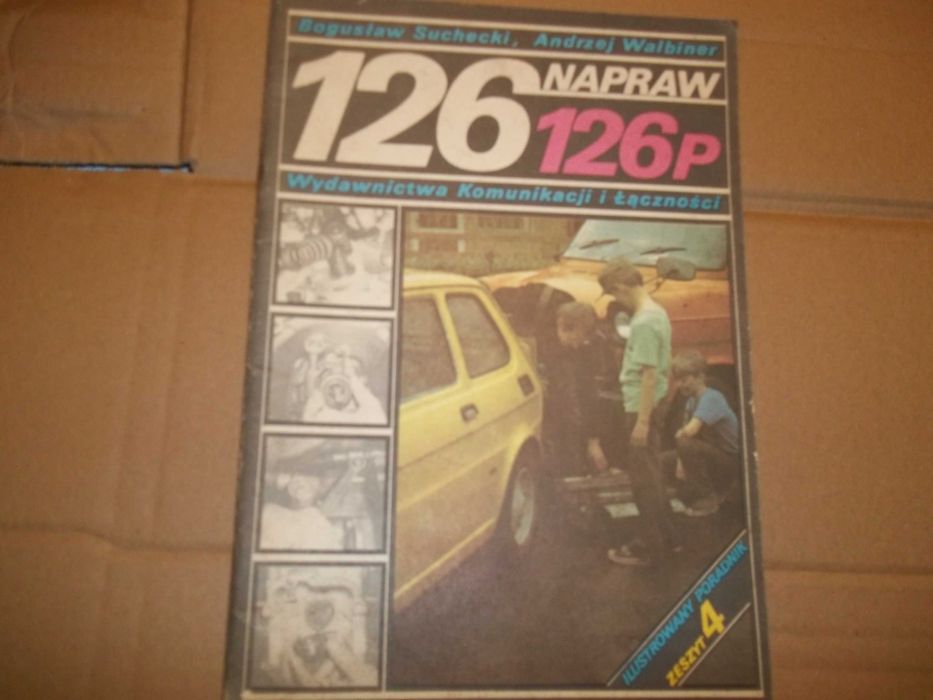 Bogusław Suchecki, Andrzej Walbiner
126 NAPRAW
126P
Wydawnictwa Komunikacji i Łączności
ILUSTROWANY PORADNIK
ZESZYT 4